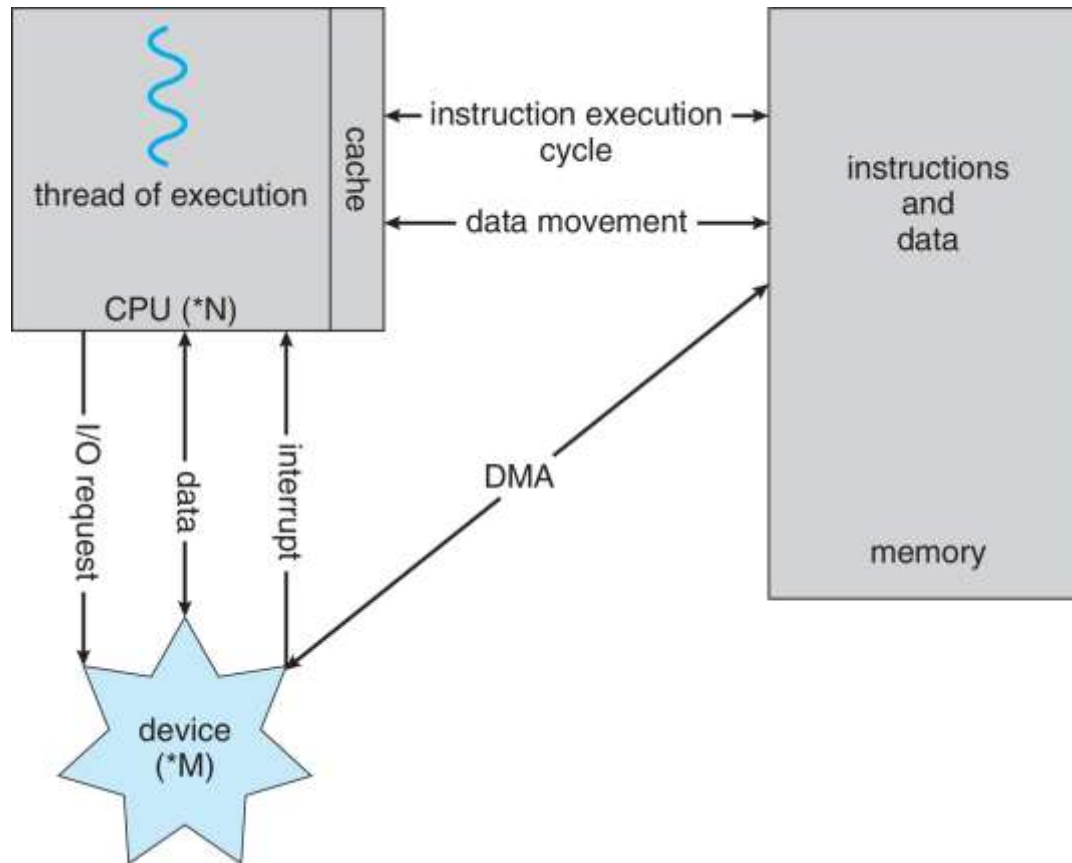 thread of execution
cache
CPU (*N)
instruction execution
cycle
data movement
instructions
and
data
memory
I/O request
data
interrupt
DMA
device
(*M)